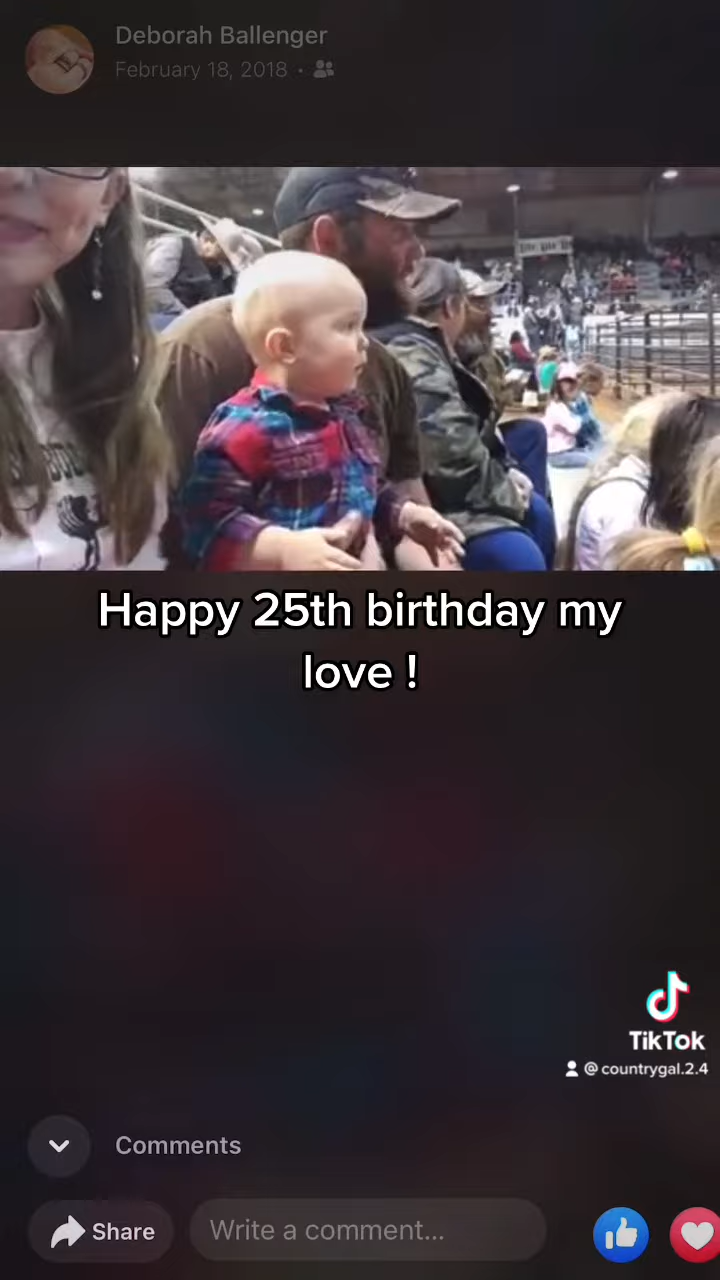 Deborah Ballenger
February 18, 2018 ·
Happy 25th birthday my
love !
TikTok
@countrygal.2.4
Comments
Share
Write a comment...